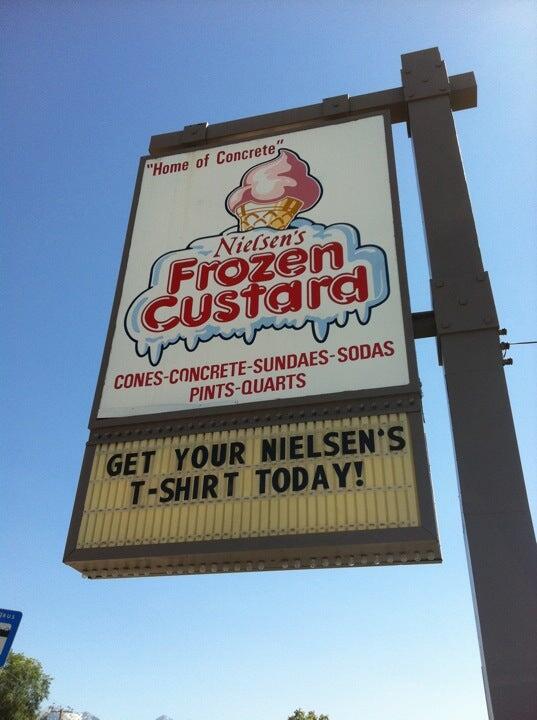 "Home of Concrete"
Nielsen's
Frozen
Custard
CONES-CONCRETE-SUNDAES-SODAS
PINTS-QUARTS
GET YOUR NIELSEN'S
T-SHIRT TODAY!